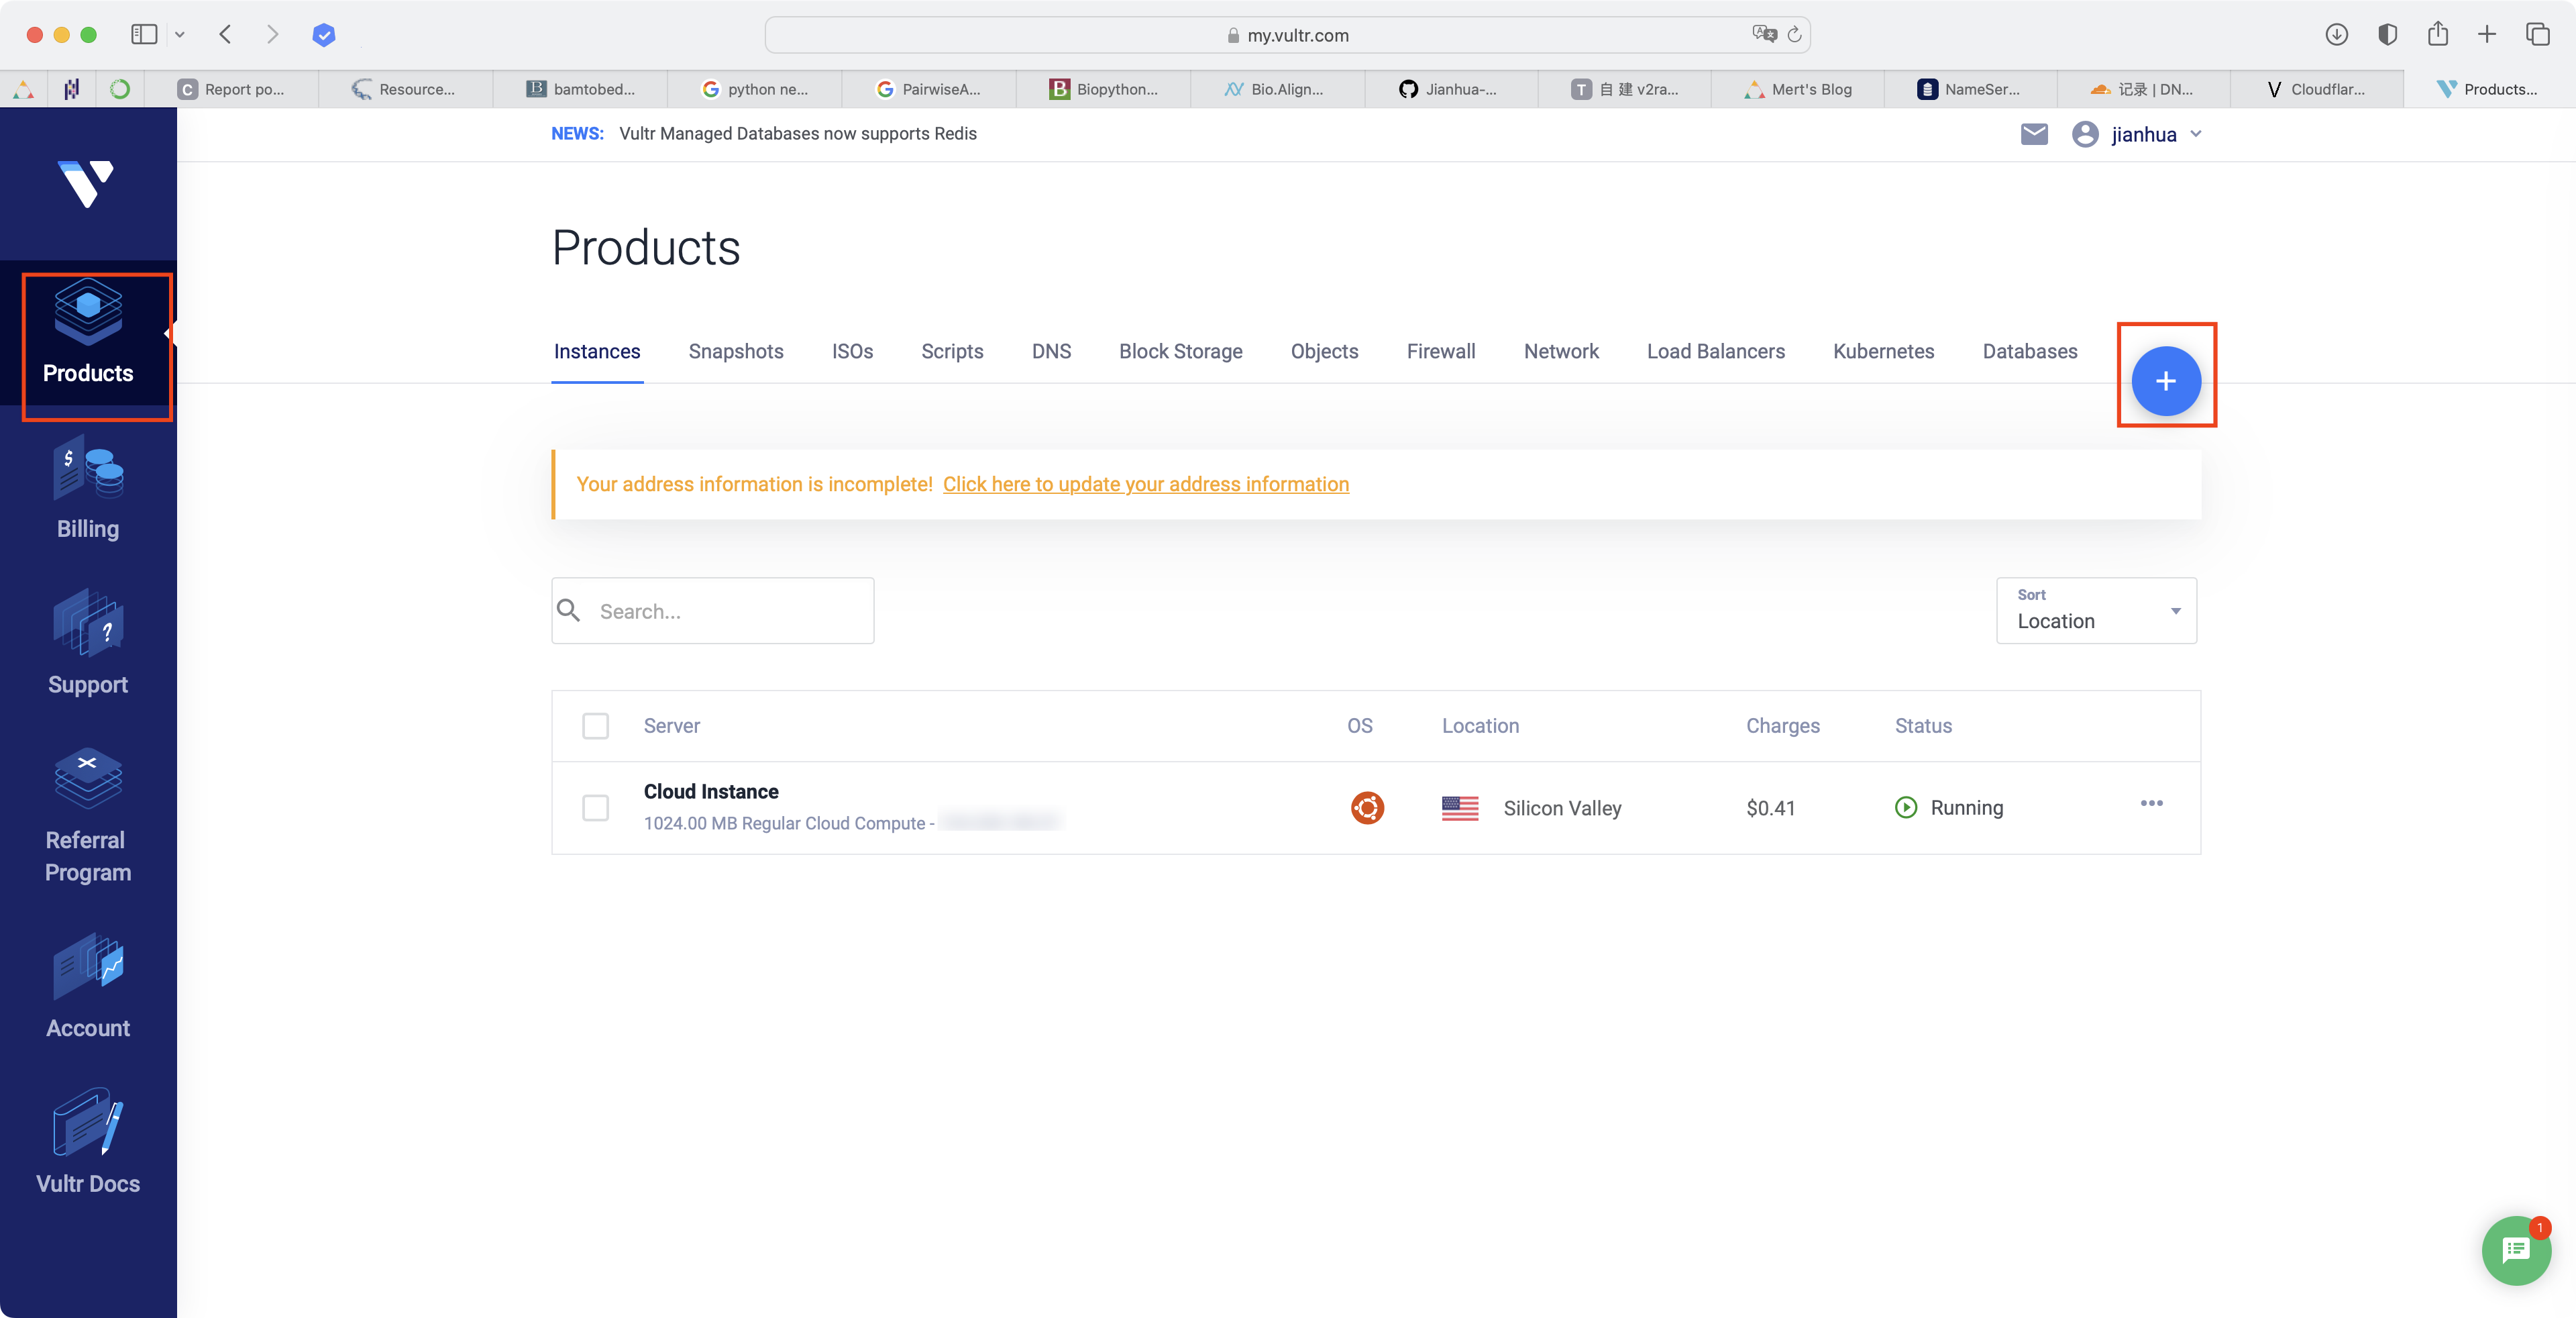 my.vultr.com
Report po...
Resource...
bamtobed...
python ne...
PairwiseA...
Biopython...
Bio.Align...
Jianhua-...
自 建 v2ra...
Mert's Blog
NameSer...
记录 | DN...
Cloudflar...
Products...
NEWS: Vultr Managed Databases now supports Redis
jianhua
Products
Products
Billing
Support
Referral
Program
Account
Vultr Docs
Instances Snapshots ISOs Scripts DNS Block Storage Objects Firewall Network Load Balancers Kubernetes Databases
+
Your address information is incomplete! Click here to update your address information
Search...
Sort
Location
Server OS Location Charges Status
Cloud Instance
1024.00 MB Regular Cloud Compute -
Silicon Valley $0.41 Running
1